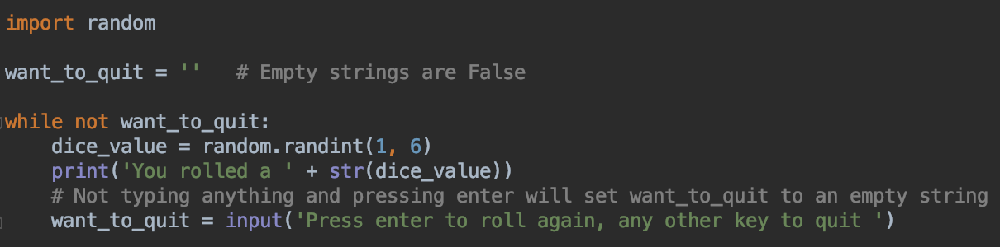 import random
want_to_quit = ''   # Empty strings are False
while not want_to_quit:
    dice_value = random.randint(1, 6)
    print('You rolled a ' + str(dice_value))
    # Not typing anything and pressing enter will set want_to_quit to an empty string
    want_to_quit = input('Press enter to roll again, any other key to quit ')